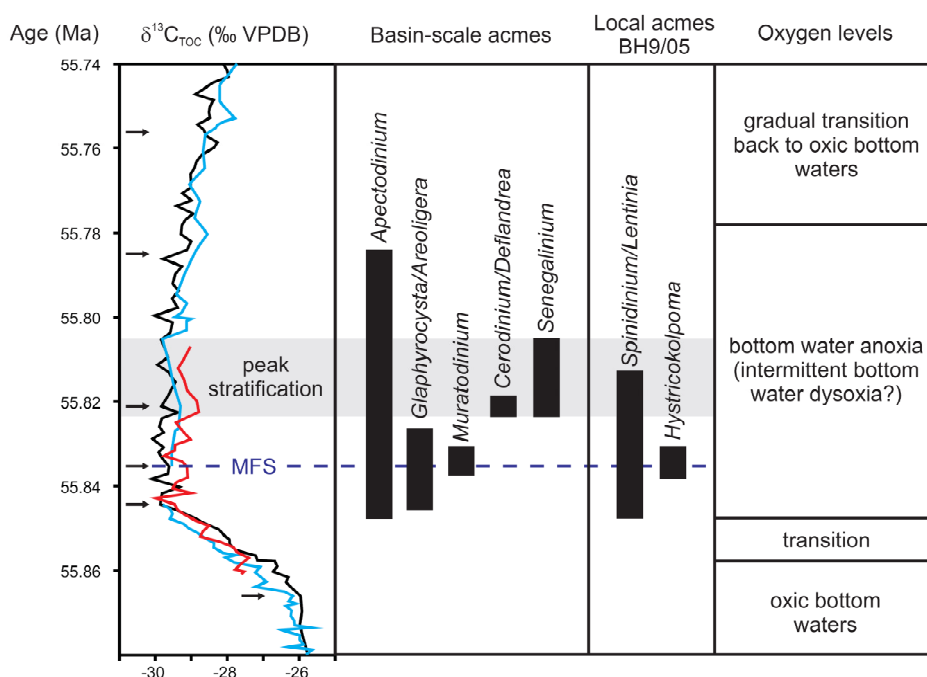 Age (Ma)
δ13CTOC (‰ VPDB)
Basin-scale acmes
Local acmes
BH9/05
Oxygen levels
55.74
55.76
55.78
55.80
55.82
55.84
55.86
-30
-28
-26
peak
stratification
MFS
Apectodinium
Glaphyrocysta/Areoligera
Muratodinium
Cerodinium/Deflandrea
Senegalinium
Spinidinium/Lentinia
Hystricokolpoma
gradual transition
back to oxic bottom
waters
bottom water anoxia
(intermittent bottom
water dysoxia?)
transition
oxic bottom
waters